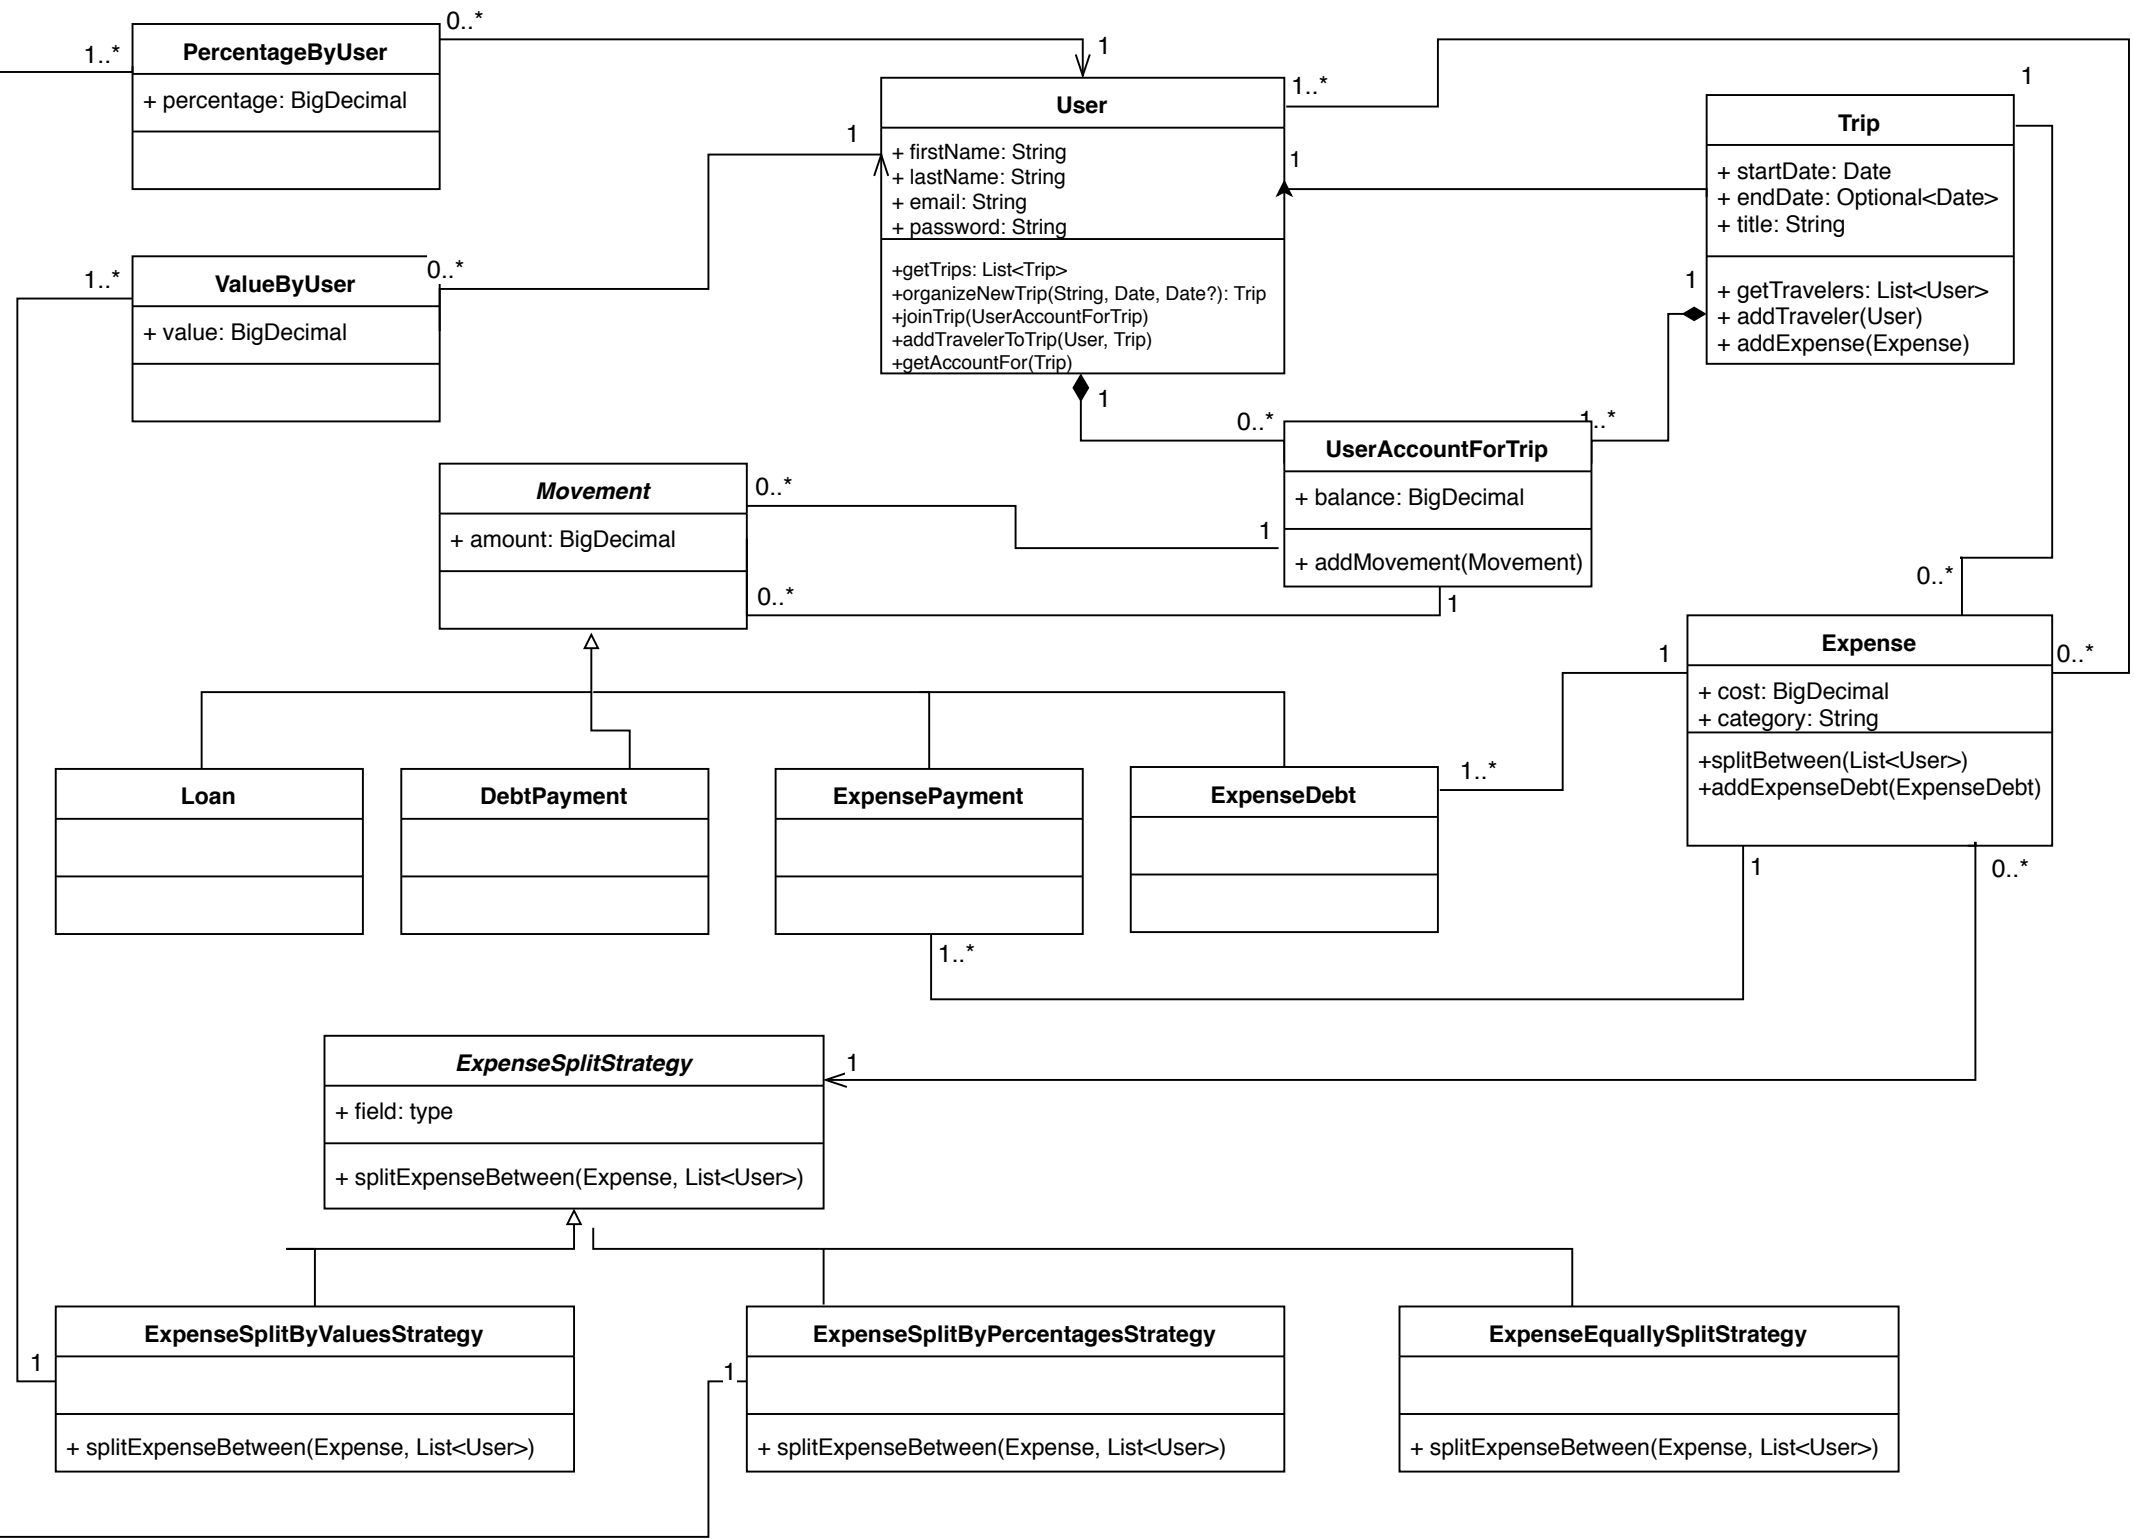 0..*
1..*
PercentageByUser
+ percentage: BigDecimal
1
1..*
User
+ firstName: String
+ lastName: String
+ email: String
+ password: String
+getTrips: List<Trip>
+organizeNewTrip(String, Date, Date?): Trip
+joinTrip(UserAccountForTrip)
+addTravelerToTrip(User, Trip)
+getAccountFor(Trip)
1
1
1
Trip
+ startDate: Date
+ endDate: Optional<Date>
+ title: String
+ getTravelers: List<User>
+ addTraveler(User)
+ addExpense(Expense)
1
1..*
ValueByUser
+ value: BigDecimal
0..*
1
0..*
1..*
UserAccountForTrip
+ balance: BigDecimal
+ addMovement(Movement)
Movement
+ amount: BigDecimal
0..*
1
0..*
1
0..*
1
Expense
+ cost: BigDecimal
+ category: String
+splitBetween(List<User>)
+addExpenseDebt(ExpenseDebt)
0..*
Loan
DebtPayment
ExpensePayment
ExpenseDebt
1..*
1
0..*
1..*
ExpenseSplitStrategy
+ field: type
+ splitExpenseBetween(Expense, List<User>)
1
1
ExpenseSplitByValuesStrategy
+ splitExpenseBetween(Expense, List<User>)
1
ExpenseSplitByPercentagesStrategy
+ splitExpenseBetween(Expense, List<User>)
ExpenseEquallySplitStrategy
+ splitExpenseBetween(Expense, List<User>)